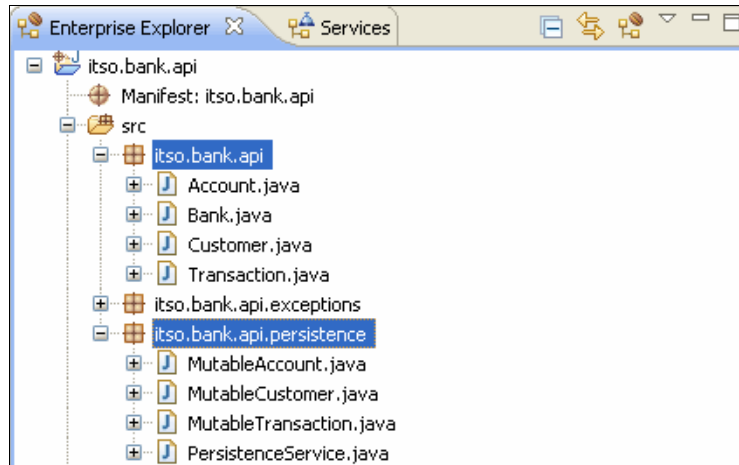 Enterprise Explorer Services
itso.bank.api
Manifest: itso.bank.api
src
itso.bank.api
Account.java
Bank.java
Customer.java
Transaction.java
itso.bank.api.exceptions
itso.bank.api.persistence
MutableAccount.java
MutableCustomer.java
MutableTransaction.java
PersistenceService.java